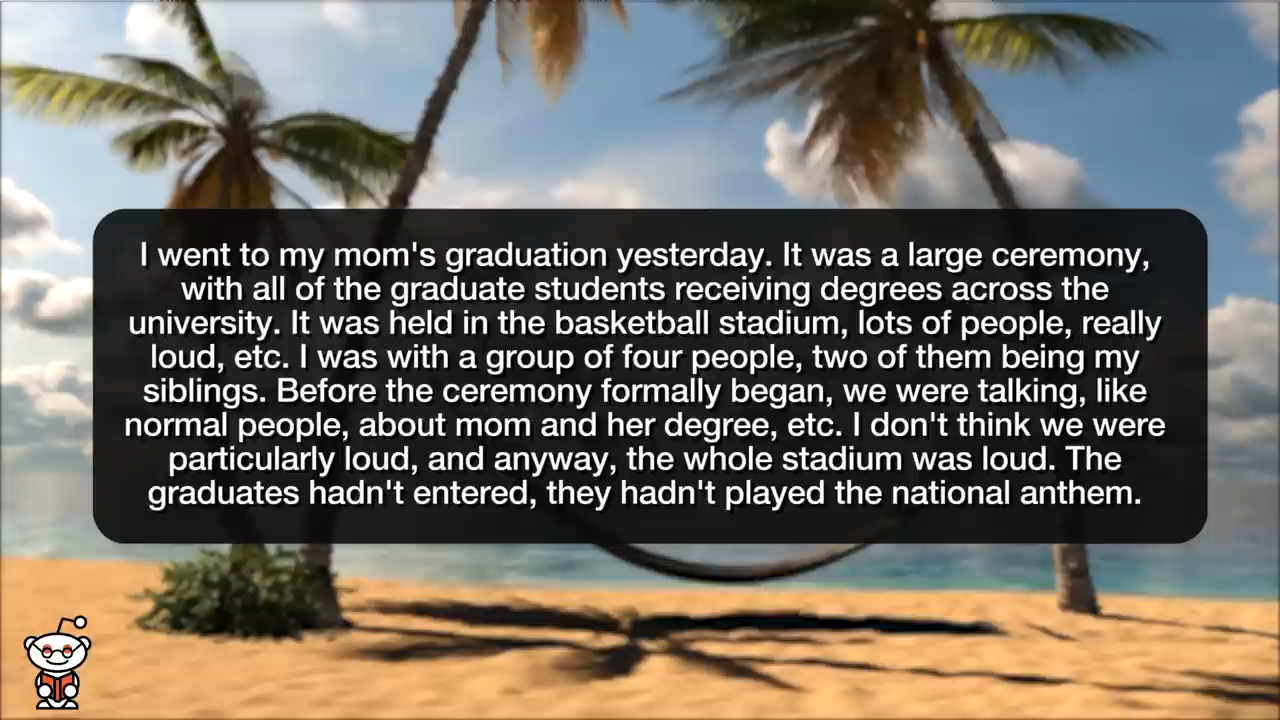 I went to my mom's graduation yesterday. It was a large ceremony,
with all of the graduate students receiving degrees across the
university. It was held in the basketball stadium, lots of people, really
loud, etc. I was with a group of four people, two of them being my
siblings. Before the ceremony formally began, we were talking, like
normal people, about mom and her degree, etc. I don't think we were
particularly loud, and anyway, the whole stadium was loud. The
graduates hadn't entered, they hadn't played the national anthem.